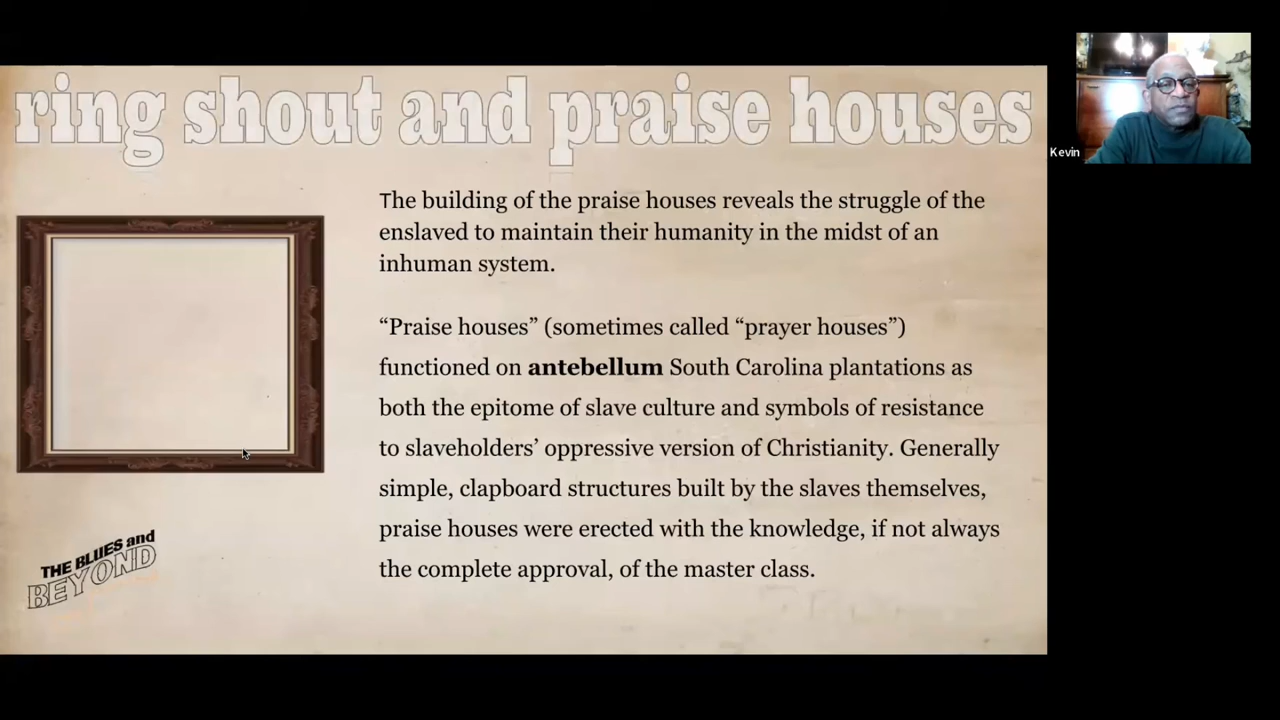 ring shout and praise houses
Kevin
The building of the praise houses reveals the struggle of the
enslaved to maintain their humanity in the midst of an
inhuman system.
“Praise houses” (sometimes called “prayer houses”)
functioned on antebellum South Carolina plantations as
both the epitome of slave culture and symbols of resistance
to slaveholders’ oppressive version of Christianity. Generally
simple, clapboard structures built by the slaves themselves,
praise houses were erected with the knowledge, if not always
the complete approval, of the master class.
THE BLUES and
BEYOND